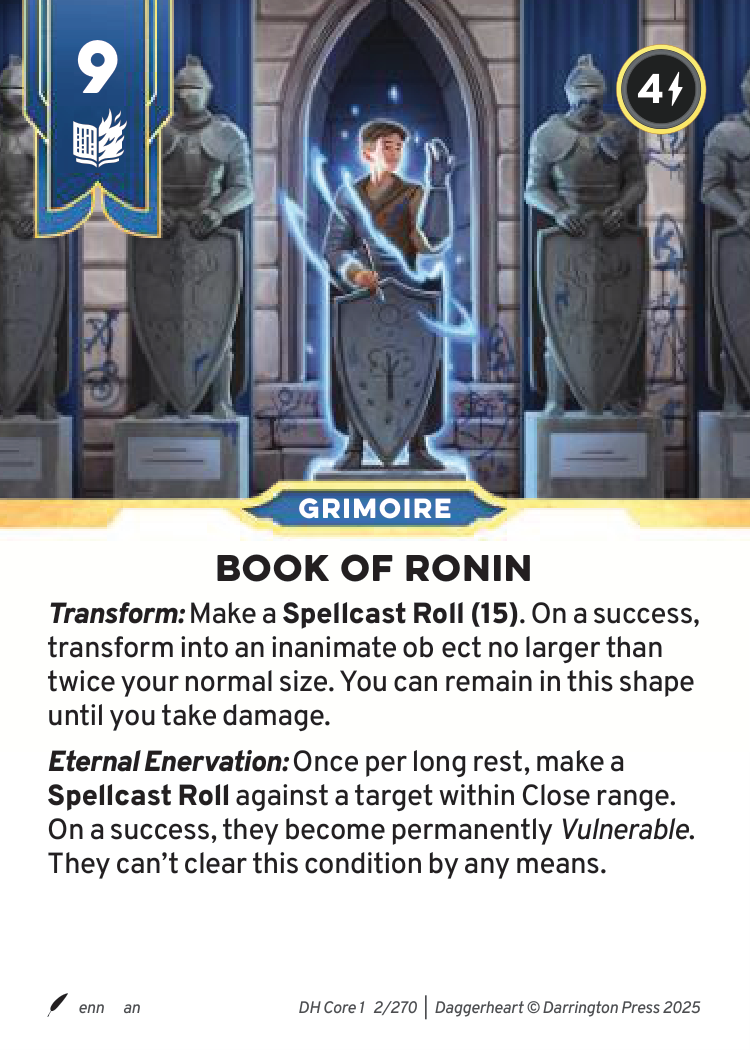 9
4
GRIMOIRE
BOOK OF RONIN
Transform: Make a Spellcast Roll (15). On a success,
transform into an inanimate ob ect no larger than
twice your normal size. You can remain in this shape
until you take damage.
Eternal Enervation: Once per long rest, make a
Spellcast Roll against a target within Close range.
On a success, they become permanently Vulnerable.
They can’t clear this condition by any means.
enn an
DH Core 1 2/270 | Daggerheart © Darrington Press 2025